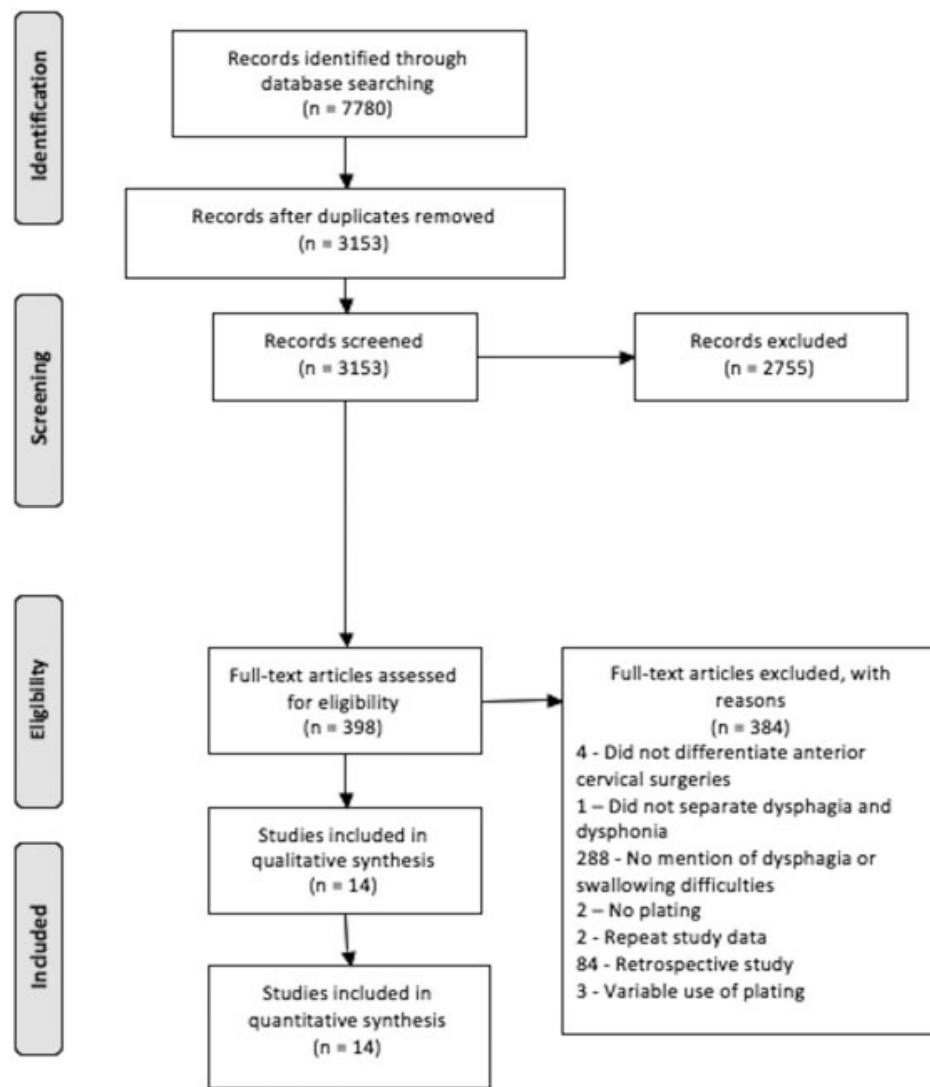 Identification
Records identified through
database searching
(n = 7780)
Records after duplicates removed
(n = 3153)
Screening
Records screened
(n = 3153)
Records excluded
(n = 2755)
Eligibility
Full-text articles assessed
for eligibility
(n = 398)
Full-text articles excluded, with
reasons
(n = 384)
4 - Did not differentiate anterior
cervical surgeries
1 – Did not separate dysphagia and
dysphonia
288 - No mention of dysphagia or
swallowing difficulties
2 – No plating
2 - Repeat study data
84 - Retrospective study
3 - Variable use of plating
Included
Studies included in
qualitative synthesis
(n = 14)
Studies included in
quantitative synthesis
(n = 14)